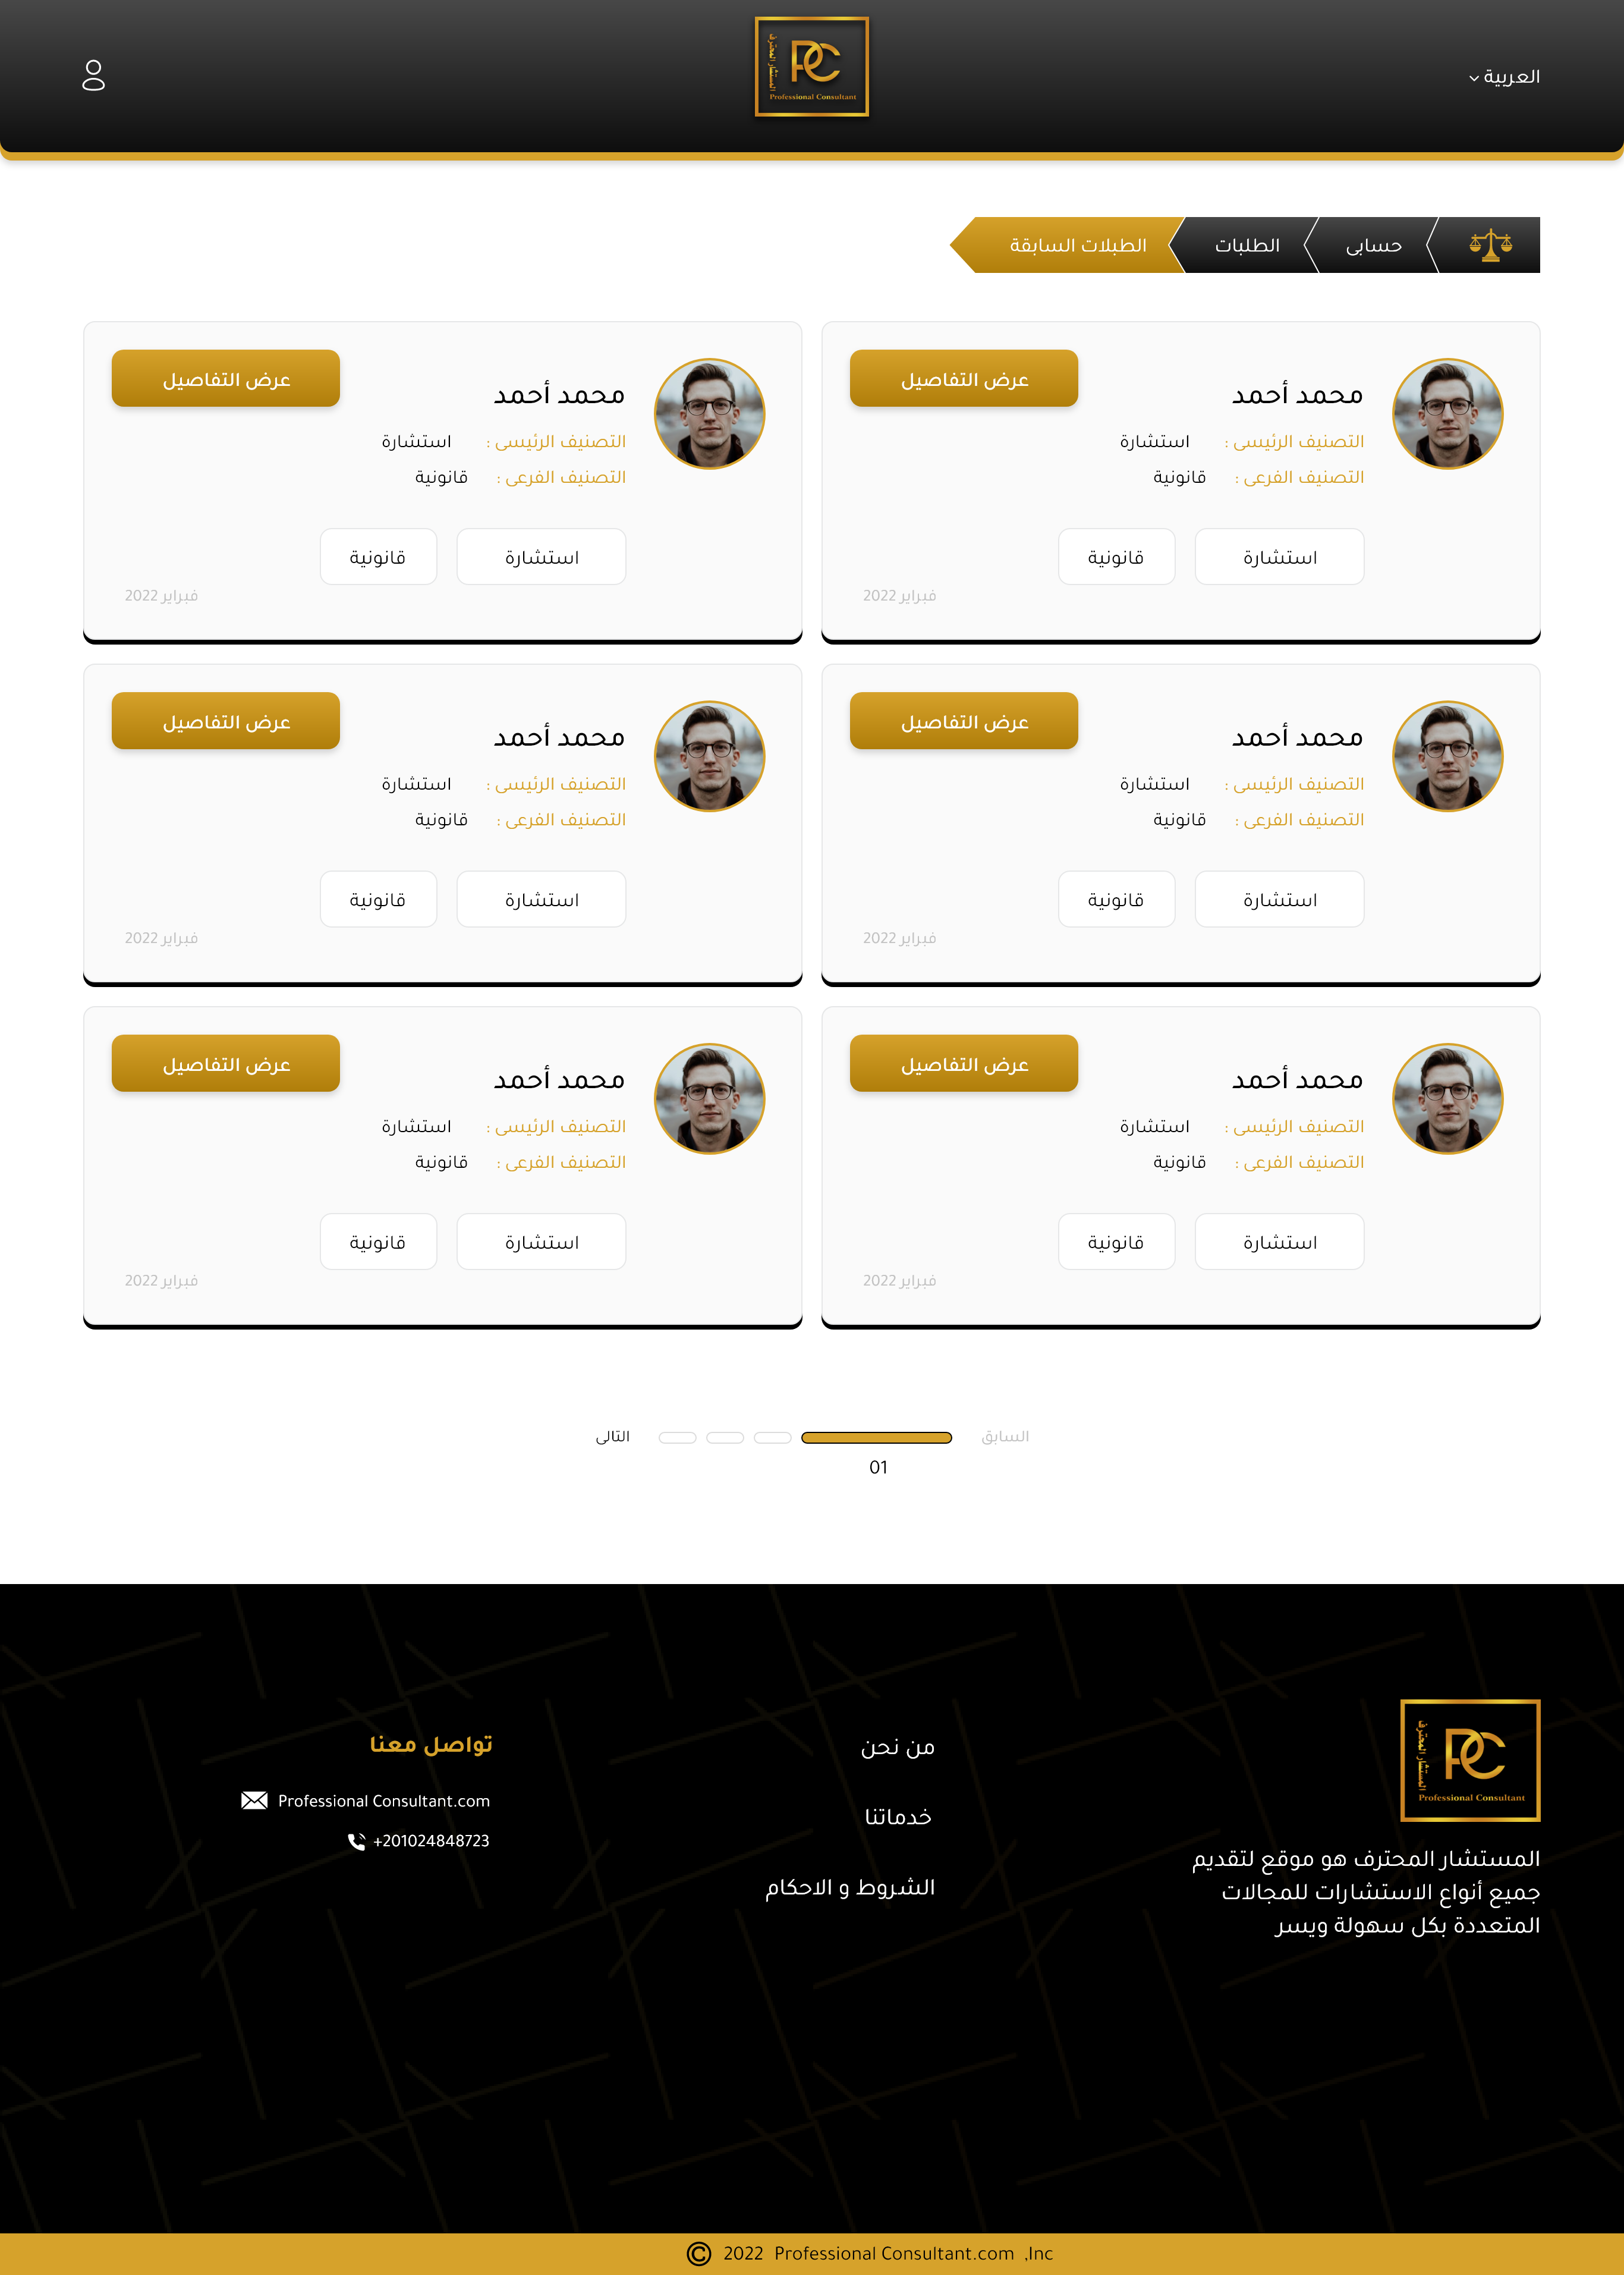 العربية
المستشار المحترف
PC
Professional Consultant
حسابى
الطلبات
الطبلات السابقة
محمد أحمد
عرض التفاصيل
التصنيف الرئيسى : استشارة
التصنيف الفرعى : قانونية
استشارة
قانونية
فبراير 2022
محمد أحمد
عرض التفاصيل
التصنيف الرئيسى : استشارة
التصنيف الفرعى : قانونية
استشارة
قانونية
فبراير 2022
محمد أحمد
عرض التفاصيل
التصنيف الرئيسى : استشارة
التصنيف الفرعى : قانونية
استشارة
قانونية
فبراير 2022
محمد أحمد
عرض التفاصيل
التصنيف الرئيسى : استشارة
التصنيف الفرعى : قانونية
استشارة
قانونية
فبراير 2022
محمد أحمد
عرض التفاصيل
التصنيف الرئيسى : استشارة
التصنيف الفرعى : قانونية
استشارة
قانونية
فبراير 2022
محمد أحمد
عرض التفاصيل
التصنيف الرئيسى : استشارة
التصنيف الفرعى : قانونية
استشارة
قانونية
فبراير 2022
السابق
التالى
01
المستشار المحترف
PC
Professional Consultant
المستشار المحترف هو موقع لتقديم
جميع أنواع الاستشارات للمجالات
المتعددة بكل سهولة ويسر
من نحن
خدماتنا
الشروط و الاحكام
تواصل معنا
Professional Consultant.com
+201024848723
© 2022 Professional Consultant.com ,Inc